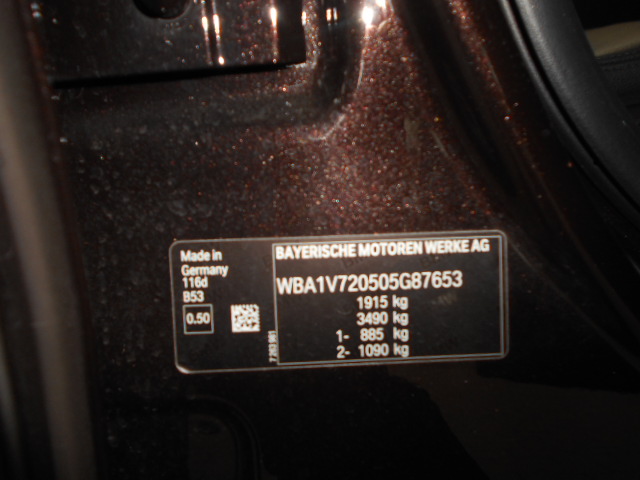 Made in
Germany
116d
B53
0.50
BAYERISCHE MOTOREN WERKE AG
WBA1V720505G87653
1915 kg
3490 kg
1- 885 kg
2- 1090 kg